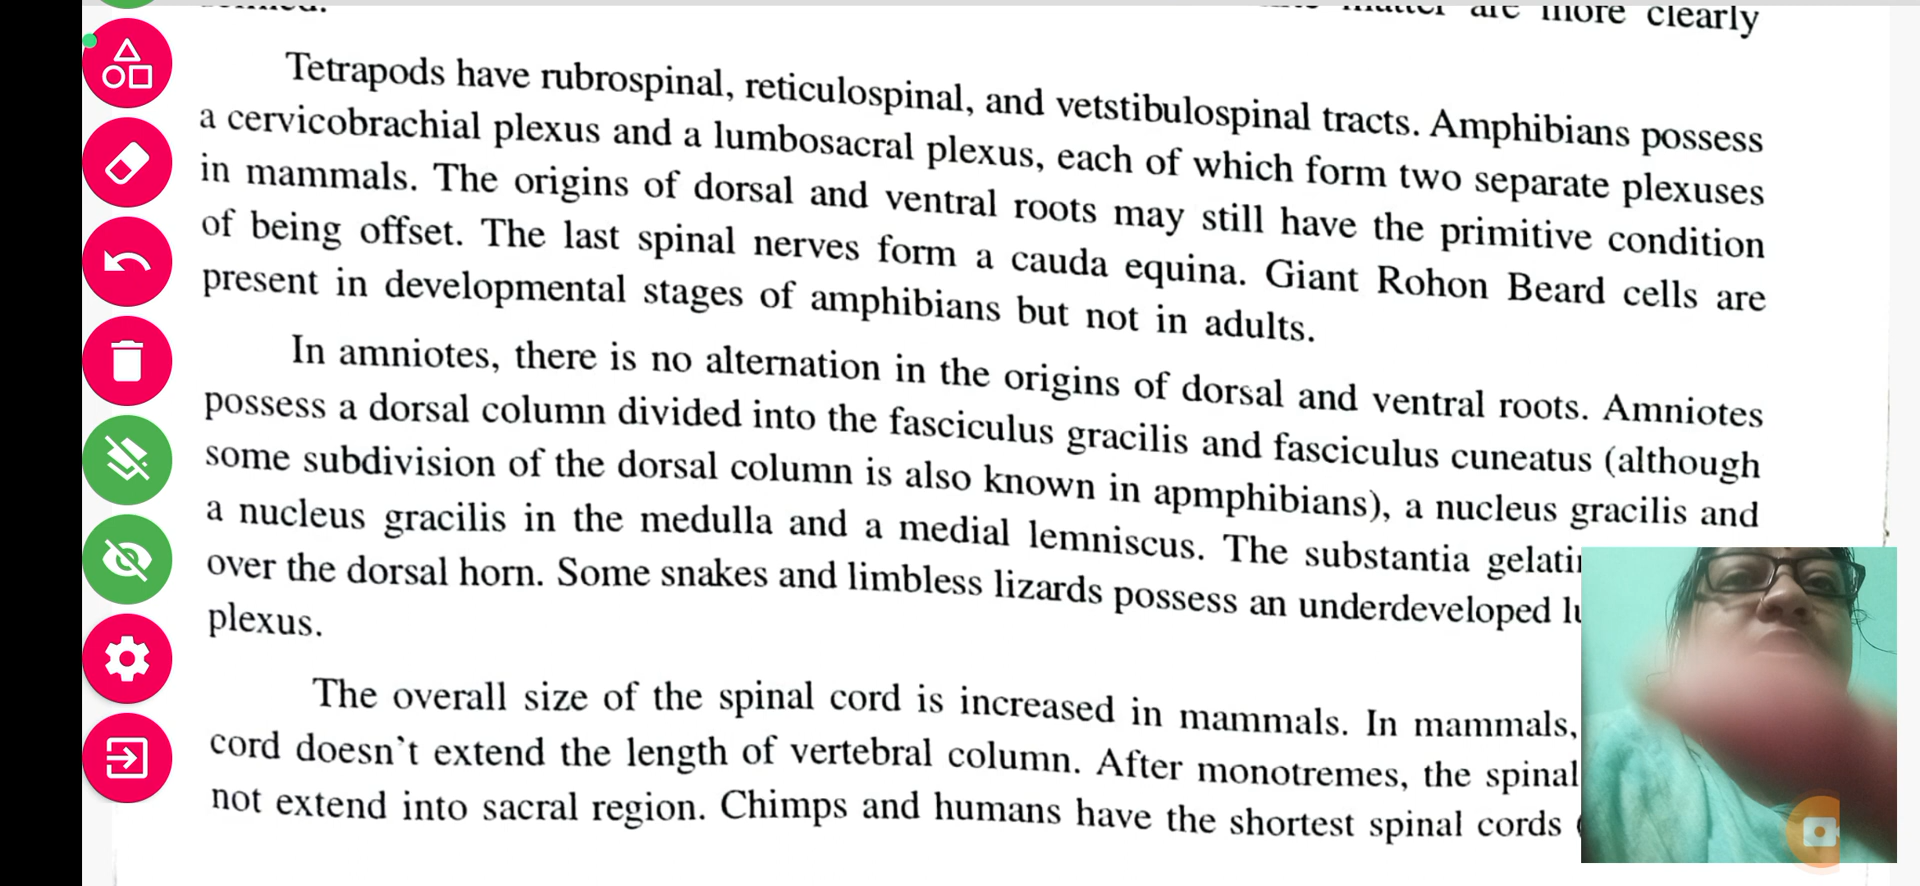 matter are more clearly
Tetrapods have rubrospinal, reticulospinal, and vetstibulospinal tracts. Amphibians possess
a cervicobrachial plexus and a lumbosacral plexus, each of which form two separate plexuses
in mammals. The origins of dorsal and ventral roots may still have the primitive condition
of being offset. The last spinal nerves form a cauda equina. Giant Rohon Beard cells are
present in developmental stages of amphibians but not in adults.
In amniotes, there is no alternation in the origins of dorsal and ventral roots. Amniotes
possess a dorsal column divided into the fasciculus gracilis and fasciculus cuneatus (although
some subdivision of the dorsal column is also known in apmphibians), a nucleus gracilis and
a nucleus gracilis in the medulla and a medial lemniscus. The substantia
over the dorsal horn. Some snakes and limbless lizards possess an underdeveloped
plexus.
The overall size of the spinal cord is increased in mammals. In mammals,
cord doesn't extend the length of vertebral column. After monotremes, the spinal
not extend into sacral region. Chimps and humans have the shortest spinal cords